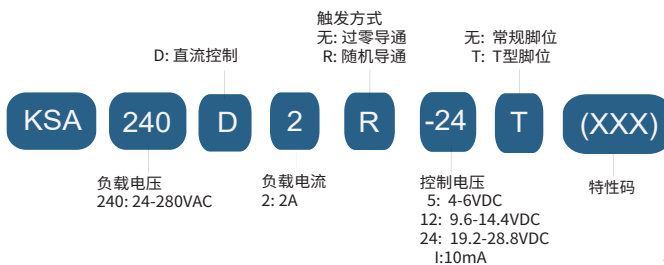 触发方式
无: 过零导通
R: 随机导通
D: 直流控制
无: 常规脚位
T: T型脚位
KSA 240 D 2 R -24 T (XXX)
负载电压
240: 24-280VAC
负载电流
2: 2A
控制电压
5: 4-6VDC
12: 9.6-14.4VDC
24: 19.2-28.8VDC
I:10mA
特性码